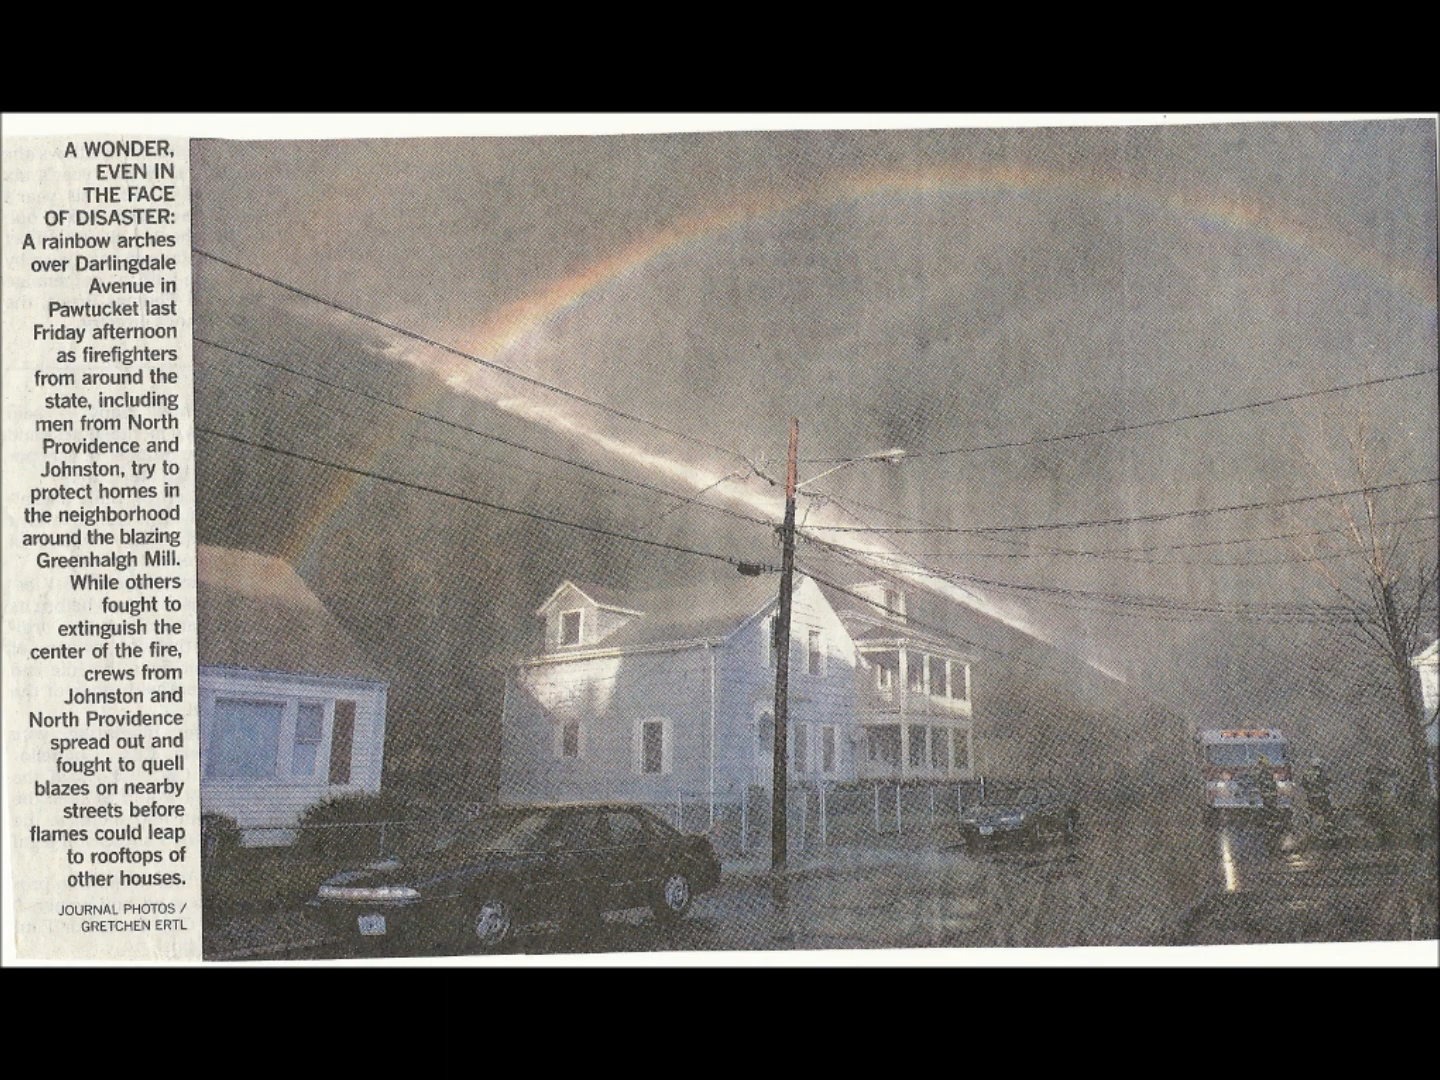 A WONDER,
EVEN IN
THE FACE
OF DISASTER:
A rainbow arches
over Darlingdale
Avenue in
Pawtucket last
Friday afternoon
as firefighters
from around the
state, including
men from North
Providence and
Johnston, try to
protect homes in
the neighborhood
around the blazing
Greenhalgh Mill.
While others
fought to
extinguish the
center of the fire,
crews from
Johnston and
North Providence
spread out and
fought to quell
blazes on nearby
streets before
flames could leap
to rooftops of
other houses.
JOURNAL PHOTOS /
GRETCHEN ERTL